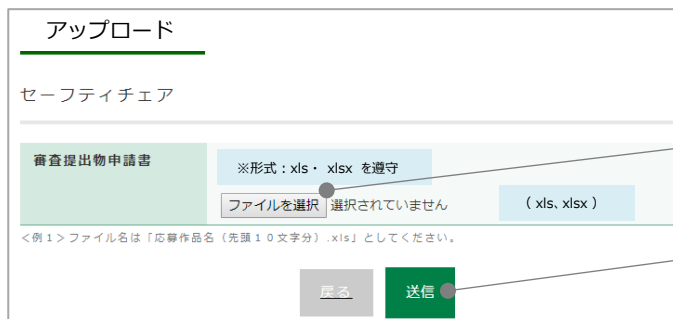 アップロード
セーフティチェア
審査提出物申請書
※形式：xls・ xlsx を遵守
ファイルを選択 選択されていません
（ xls、xlsx ）
＜例１＞ファイル名は「応募作品名（先頭１０文字分）.xls」としてください。
戻る 送信